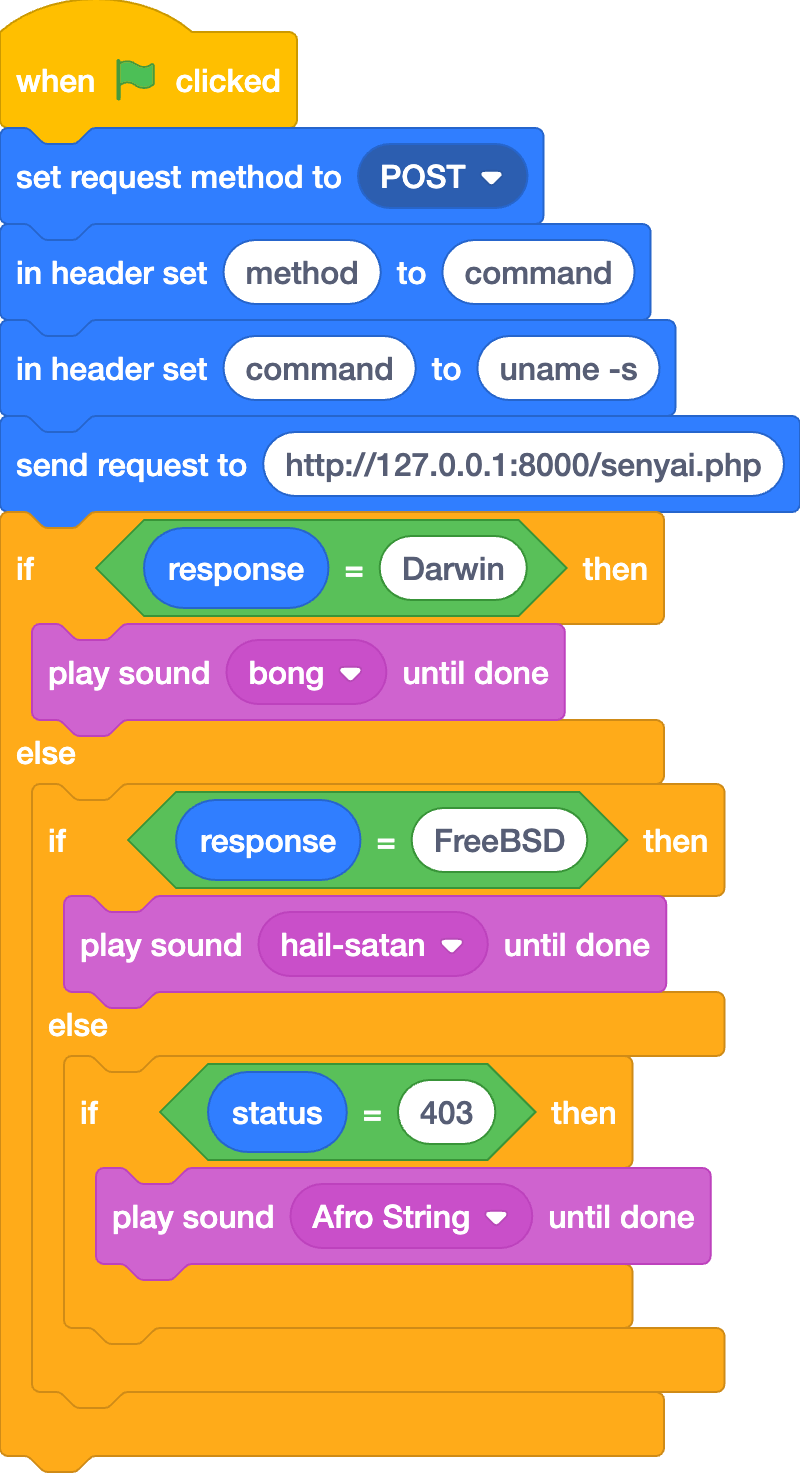 when clicked
set request method to POST
in header set method to command
in header set command to uname -s
send request to http://127.0.0.1:8000/senyai.php
if response = Darwin then
play sound bong until done
else
if response = FreeBSD then
play sound hail-satan until done
else
if status = 403 then
play sound Afro String until done